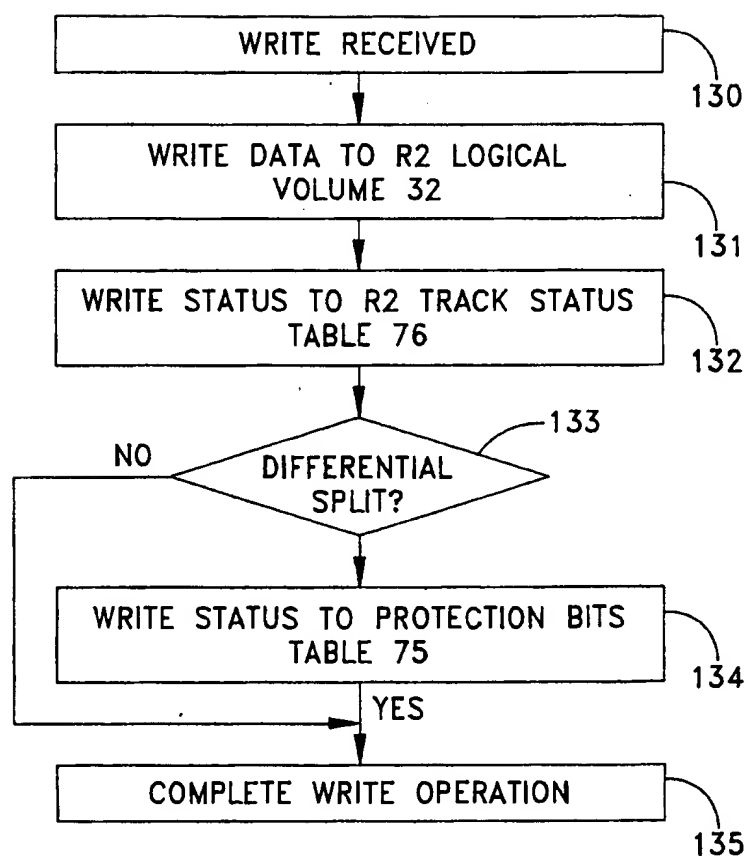 WRITE RECEIVED
130
WRITE DATA TO R2 LOGICAL
VOLUME 32
131
WRITE STATUS TO R2 TRACK STATUS
TABLE 76
132
133
NO
DIFFERENTIAL
SPLIT?
WRITE STATUS TO PROTECTION BITS
TABLE 75
134
YES
COMPLETE WRITE OPERATION
135